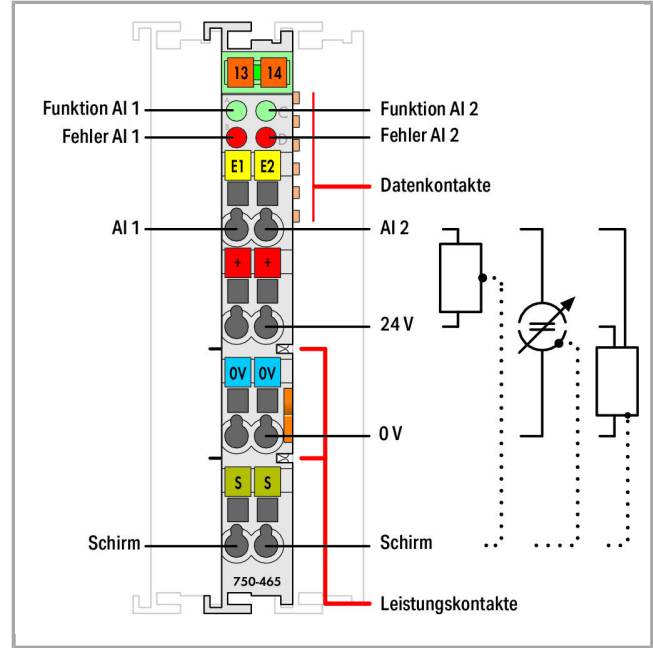 13 14
A C
Funktion AI 1 Funktion AI 2
Fehler AI 1 D Fehler AI 2
E1 E2
Datenkontakte
AI 1 AI 2
+ +
24 V
0V 0V
0 V
S S
Schirm Schirm
750-465
Leistungskontakte